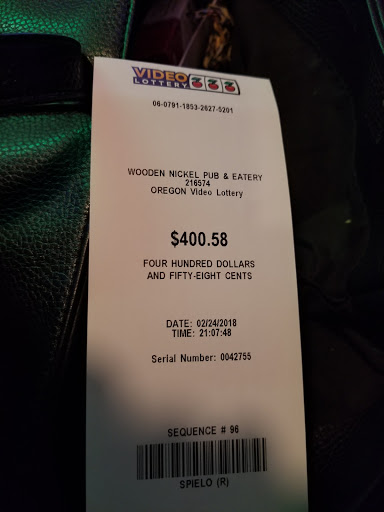 VIDEO
LOTTERY
06-0791-1853-2627-5201
WOODEN NICKEL PUB & EATERY
216574
OREGON Video Lottery
$400.58
FOUR HUNDRED DOLLARS
AND FIFTY-EIGHT CENTS
DATE: 02/24/2018
TIME: 21:07:48
Serial Number: 0042755
SEQUENCE # 96
SPIELO (R)